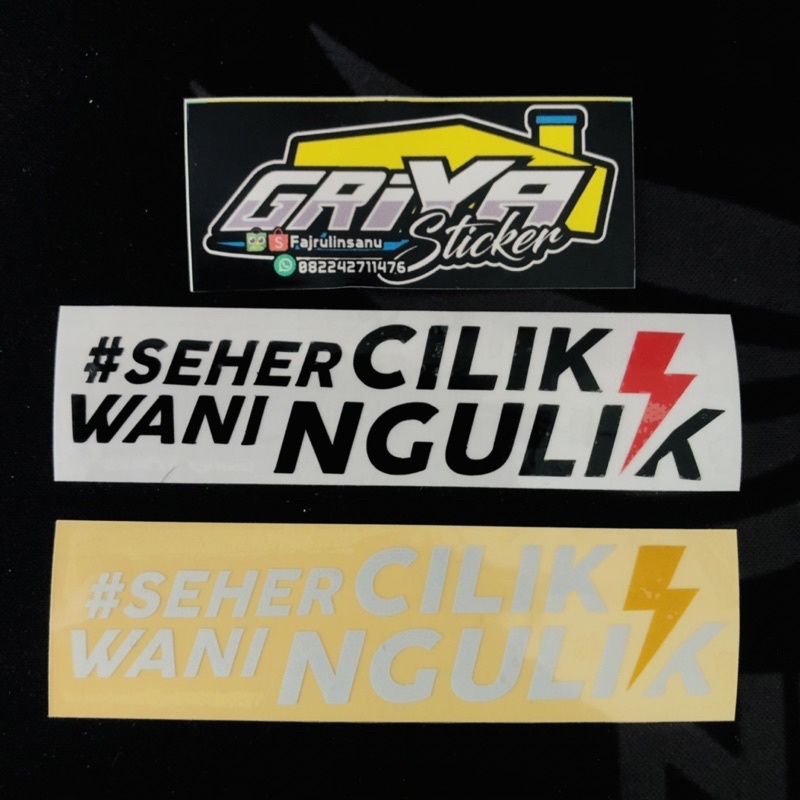 GRiYA
Sticker
Fajrulinsanu
082242711476
#SEHER CILIK
WANI NGULIK
#SEHER CILIK
WANI NGULIK